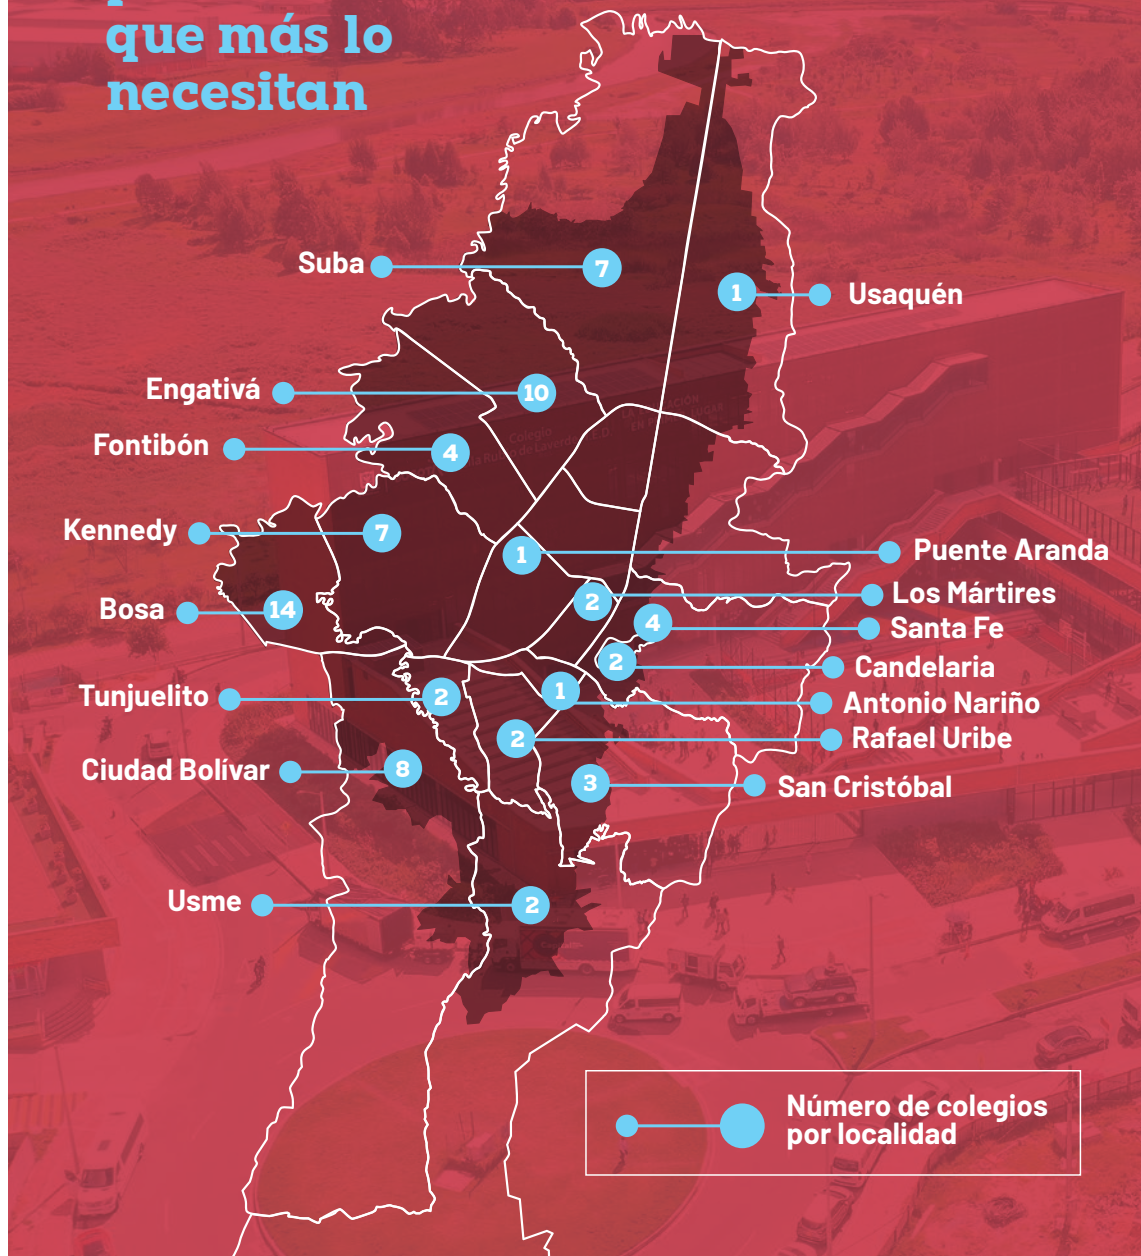 que más lo
necesitan
Suba
7
1
Usaquén
Engativá
10
Fontibón
4
Kennedy
7
1
Puente Aranda
Bosa
14
2
Los Mártires
4
Santa Fe
2
Candelaria
Tunjuelito
2
1
Antonio Nariño
2
Rafael Uribe
Ciudad Bolívar
8
3
San Cristóbal
Usme
2
Número de colegios
por localidad